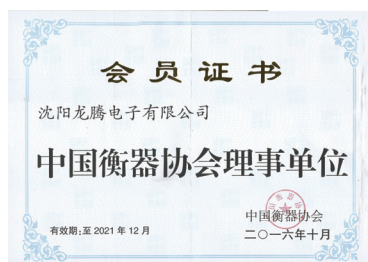 会员证书
沈阳龙腾电子有限公司
中国衡器协会理事单位
中国衡器协会
有效期:至 2021 年 12 月
二〇一六年十月